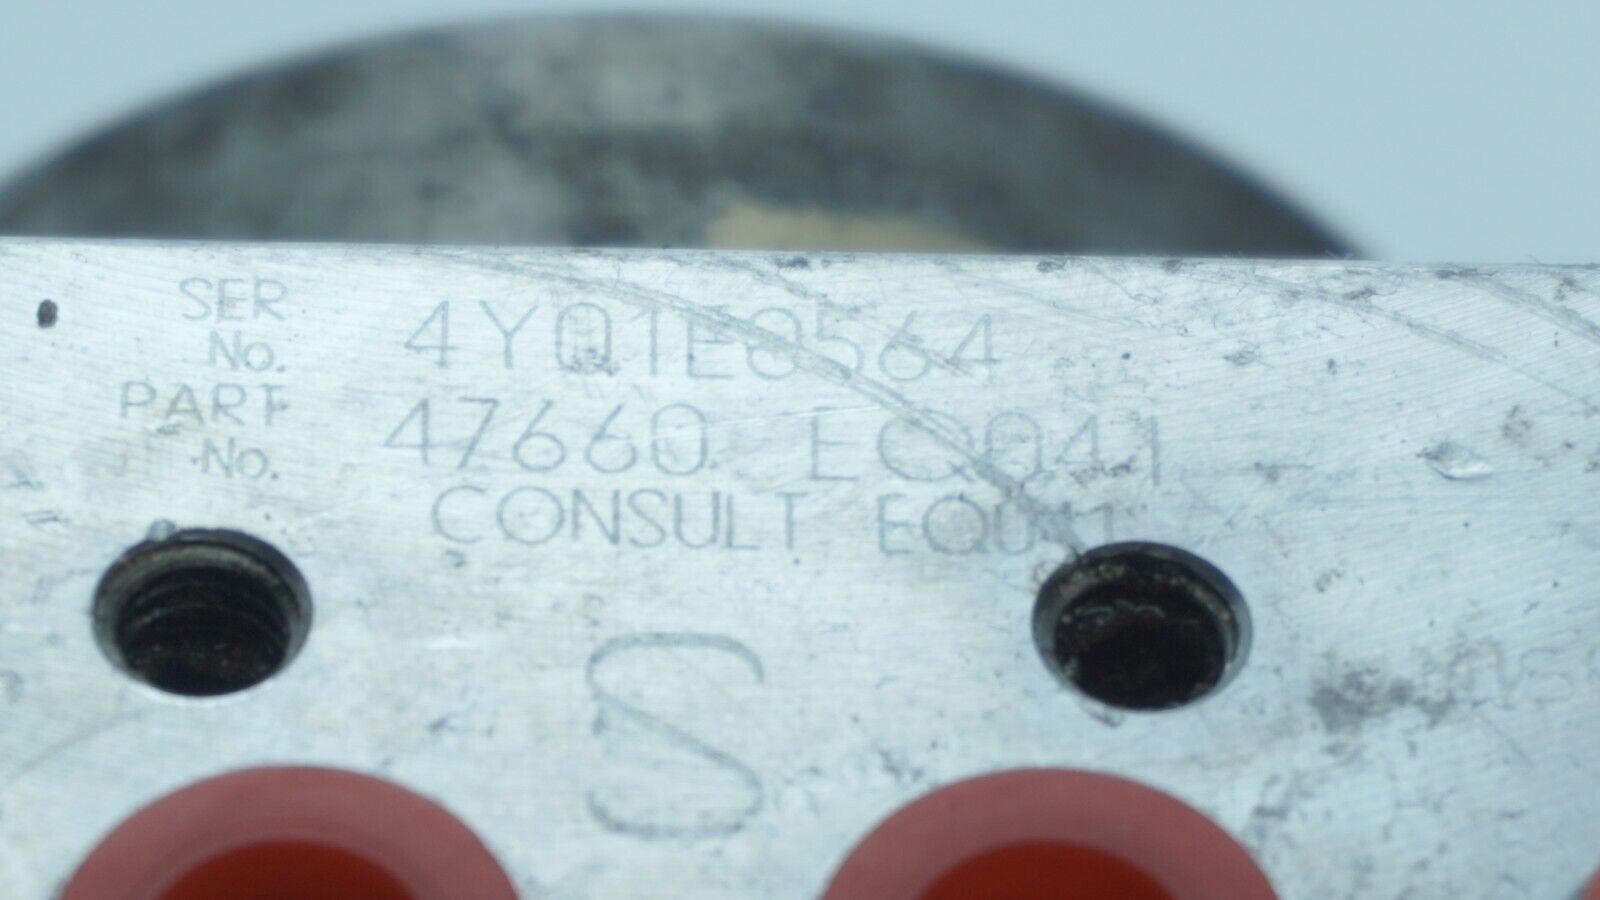 SER No. 4YQ1E0564
PART No. 47660 EQ041
CONSULT EQ041
S